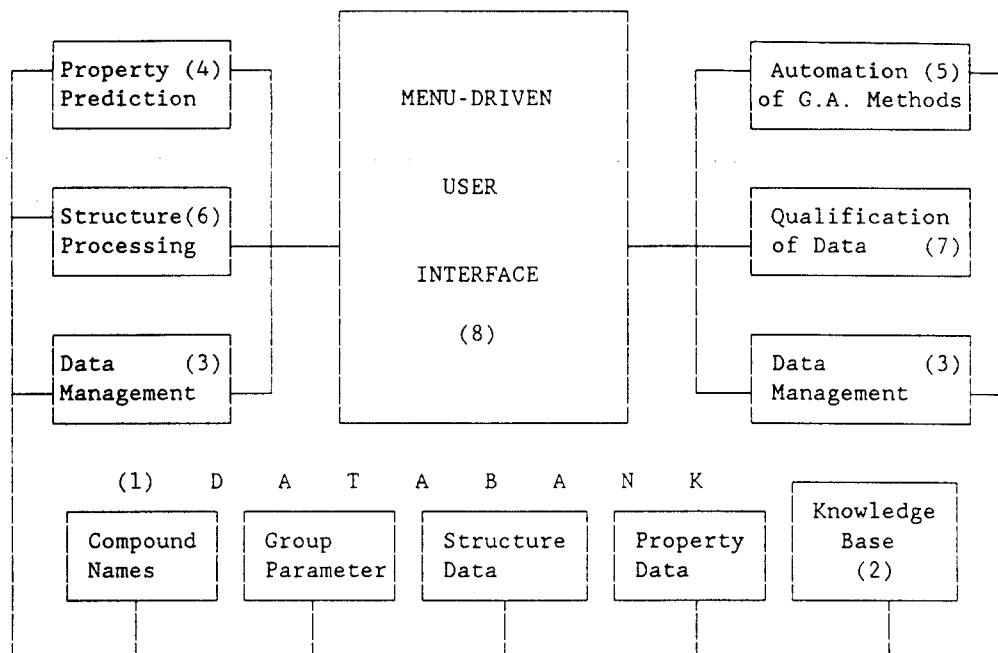 Property (4)
Prediction
Structure(6)
Processing
Data (3)
Management
MENU-DRIVEN
USER
INTERFACE
(8)
Automation (5)
of G.A. Methods
Qualification
of Data (7)
Data (3)
Management
(1) D A T A B A N K
Compound
Names
Group
Parameter
Structure
Data
Property
Data
Knowledge
Base
(2)